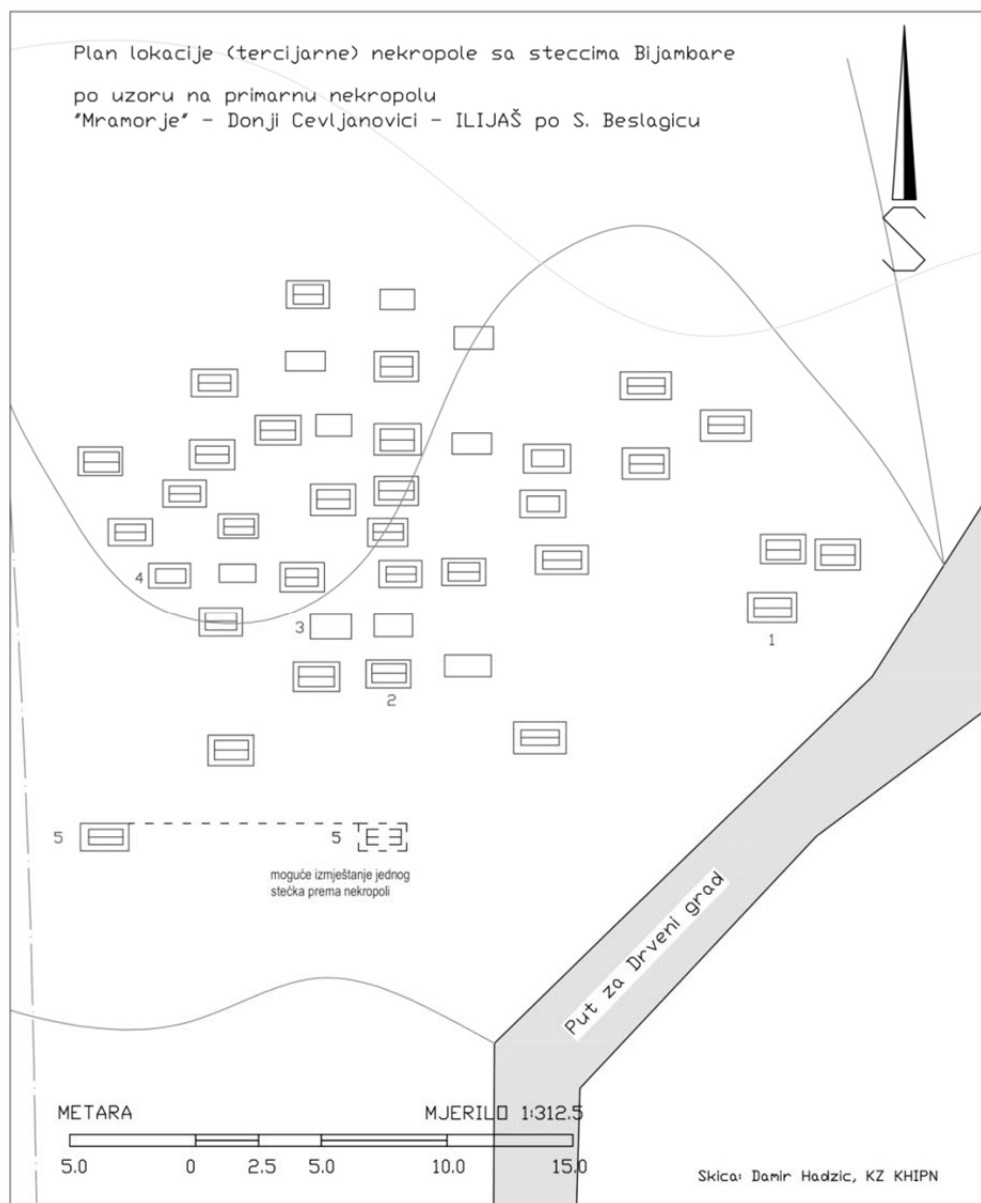 Plan lokacije (tercijarne) nekropole sa steccima Bijambare
po uzoru na primarnu nekropolu
"Mramorje" - Donji Cevljanovici - ILIJAŠ po S. Beslagicu
S
4
3
1
2
5
5
moguće izmještanje jednog
stećka prema nekropoli
Put za Drveni grad
METARA
MJERILO 1:312.5
5.0 0 2.5 5.0 10.0 15.0
Skica: Damir Hadzic, KZ KHIPN